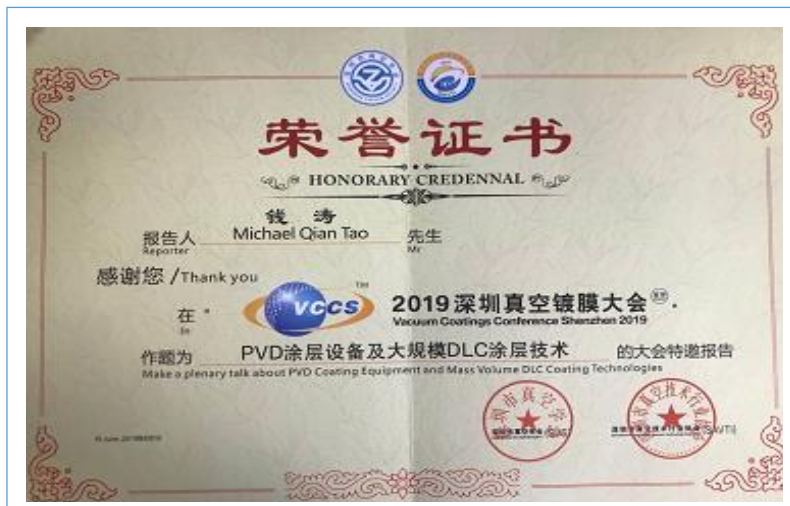 荣誉证书
HONORARY CREDENNAL
钱 涛
报告人 Michael Qian Tao 先生
Reporter Mr
感谢您 /Thank you
在 VCCS TM 2019深圳真空镀膜大会
In Vacuum Coatings Conference Shenzhen 2019
作题为 PVD涂层设备及大规模DLC涂层技术 的大会特邀报告
Make a plenary talk about PVD Coating Equipment and Mass Volume DLC Coating Technologies